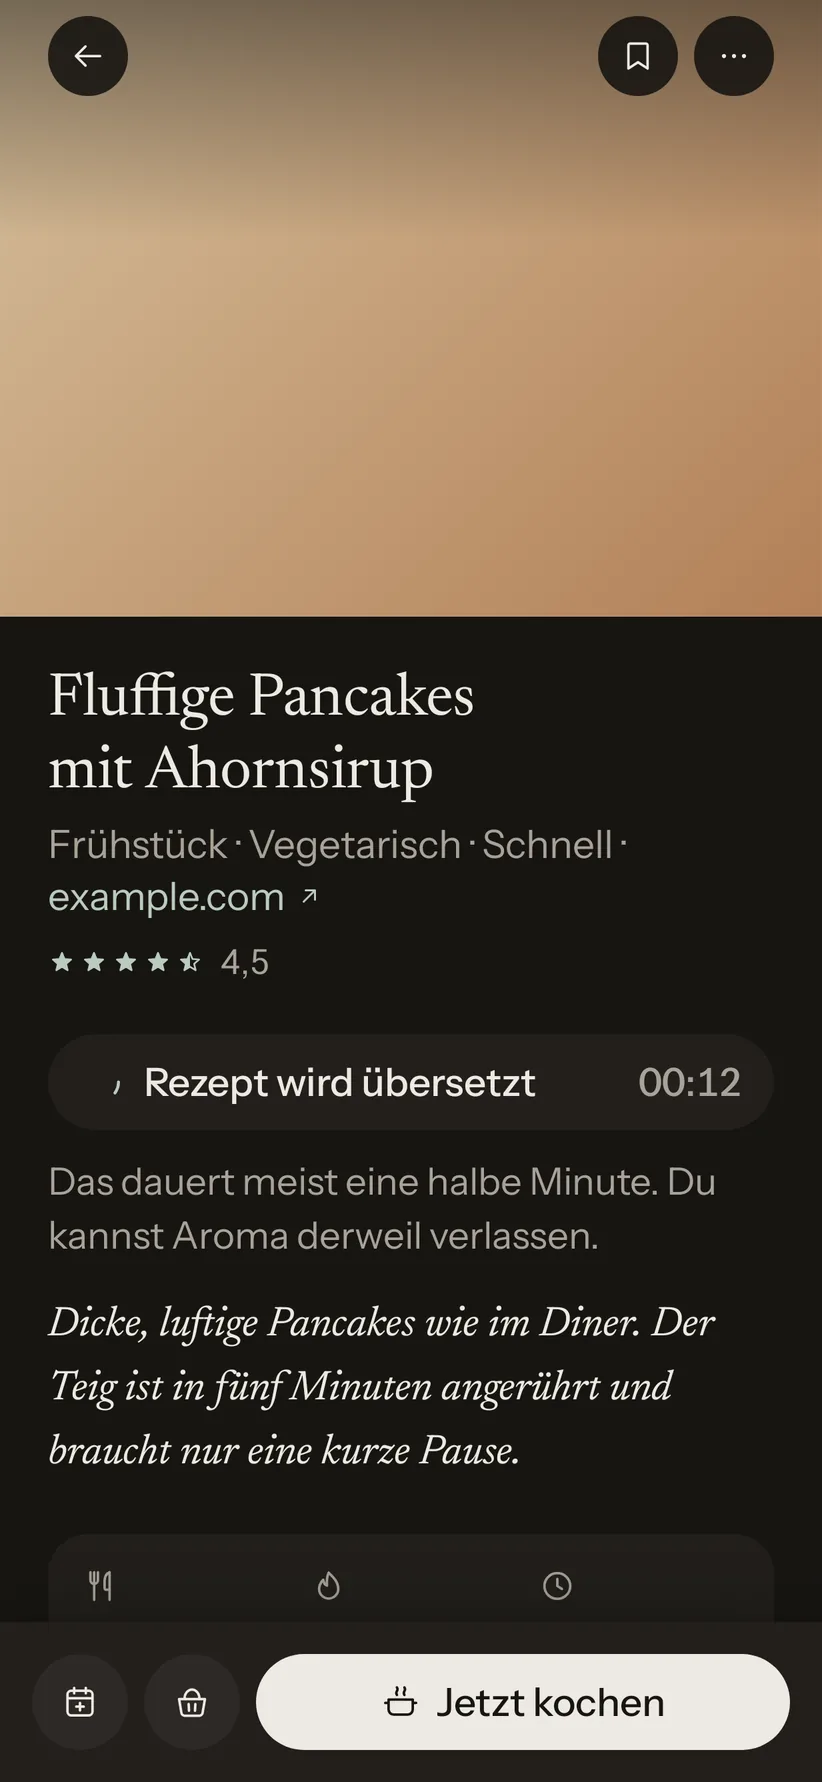 Fluffige Pancakes
mit Ahornsirup
Frühstück · Vegetarisch · Schnell ·
example.com ↗
4,5
Rezept wird übersetzt 00:12
Das dauert meist eine halbe Minute. Du
kannst Aroma derweil verlassen.
Dicke, luftige Pancakes wie im Diner. Der
Teig ist in fünf Minuten angerührt und
braucht nur eine kurze Pause.
Jetzt kochen